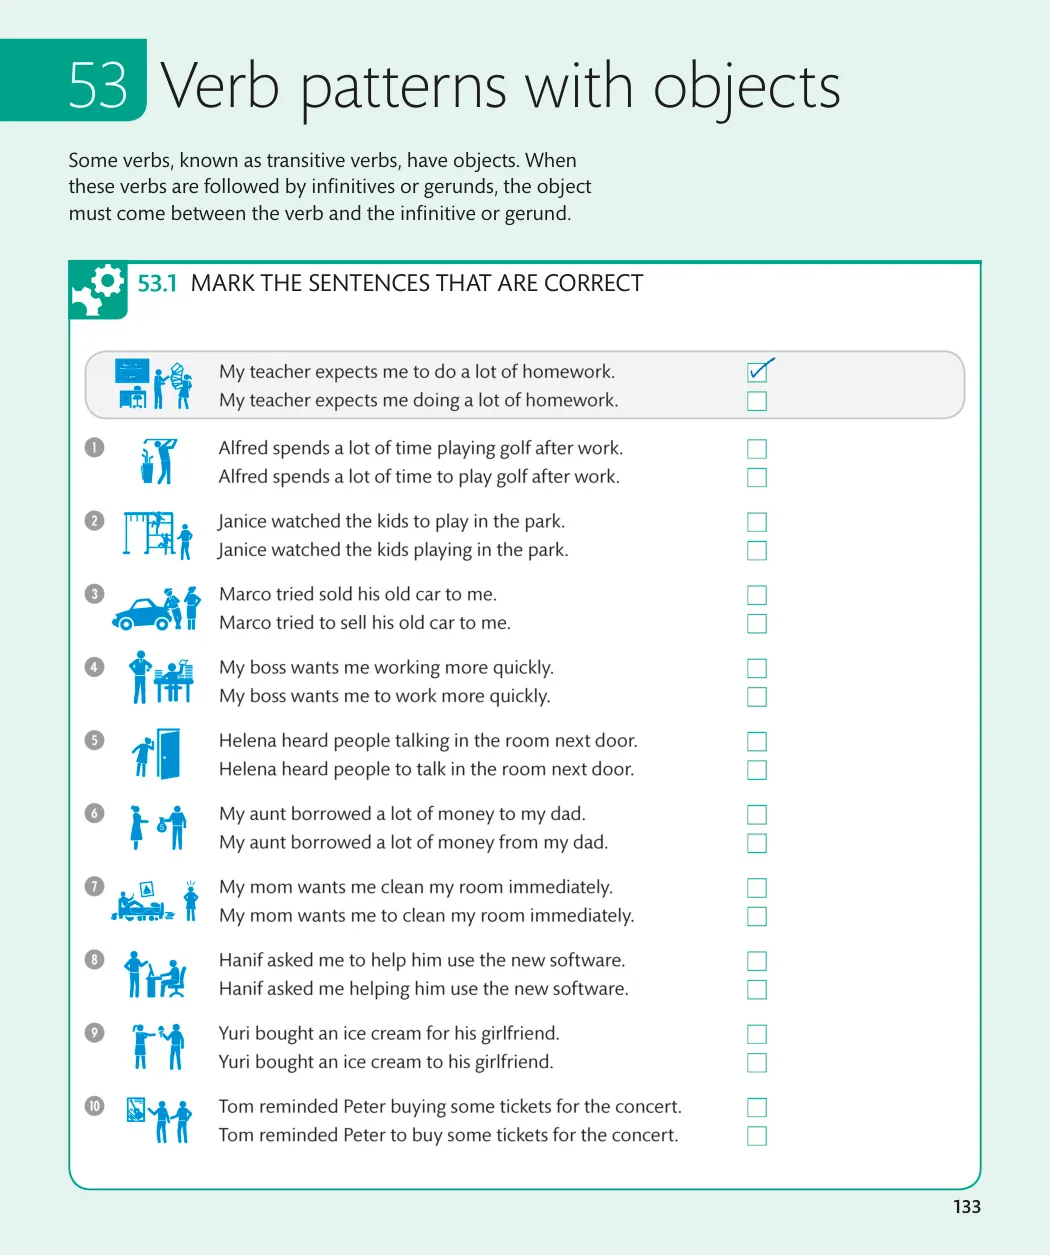 53 Verb patterns with objects
Some verbs, known as transitive verbs, have objects. When
these verbs are followed by infinitives or gerunds, the object
must come between the verb and the infinitive or gerund.
53.1 MARK THE SENTENCES THAT ARE CORRECT
My teacher expects me to do a lot of homework.
My teacher expects me doing a lot of homework.
1 Alfred spends a lot of time playing golf after work.
Alfred spends a lot of time to play golf after work.
2 Janice watched the kids to play in the park.
Janice watched the kids playing in the park.
3 Marco tried sold his old car to me.
Marco tried to sell his old car to me.
4 My boss wants me working more quickly.
My boss wants me to work more quickly.
5 Helena heard people talking in the room next door.
Helena heard people to talk in the room next door.
6 My aunt borrowed a lot of money to my dad.
My aunt borrowed a lot of money from my dad.
7 My mom wants me clean my room immediately.
My mom wants me to clean my room immediately.
8 Hanif asked me to help him use the new software.
Hanif asked me helping him use the new software.
9 Yuri bought an ice cream for his girlfriend.
Yuri bought an ice cream to his girlfriend.
10 Tom reminded Peter buying some tickets for the concert.
Tom reminded Peter to buy some tickets for the concert.
133